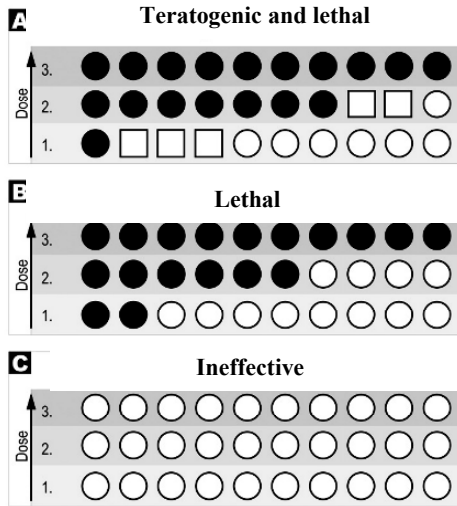 A
Teratogenic and lethal
Dose
3.
2.
1.
B
Lethal
Dose
3.
2.
1.
C
Ineffective
Dose
3.
2.
1.